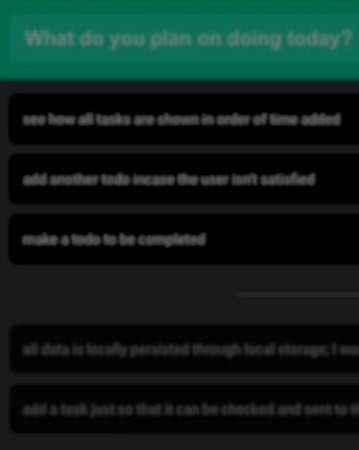 What do you plan on doing today?
see how all tasks are shown in order of time added
add another todo incase the user isn't satisfied
make a todo to be completed
all data is locally persisted through local storage; I wa
add a task just so that it can be checked and sent to th